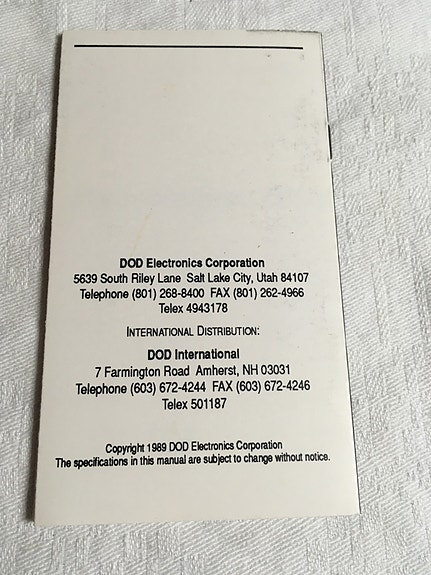 DOD Electronics Corporation
5639 South Riley Lane Salt Lake City, Utah 84107
Telephone (801) 268-8400 FAX (801) 262-4966
Telex 4943178
INTERNATIONAL DISTRIBUTION:
DOD International
7 Farmington Road Amherst, NH 03031
Telephone (603) 672-4244 FAX (603) 672-4246
Telex 501187
Copyright 1989 DOD Electronics Corporation
The specifications in this manual are subject to change without notice.